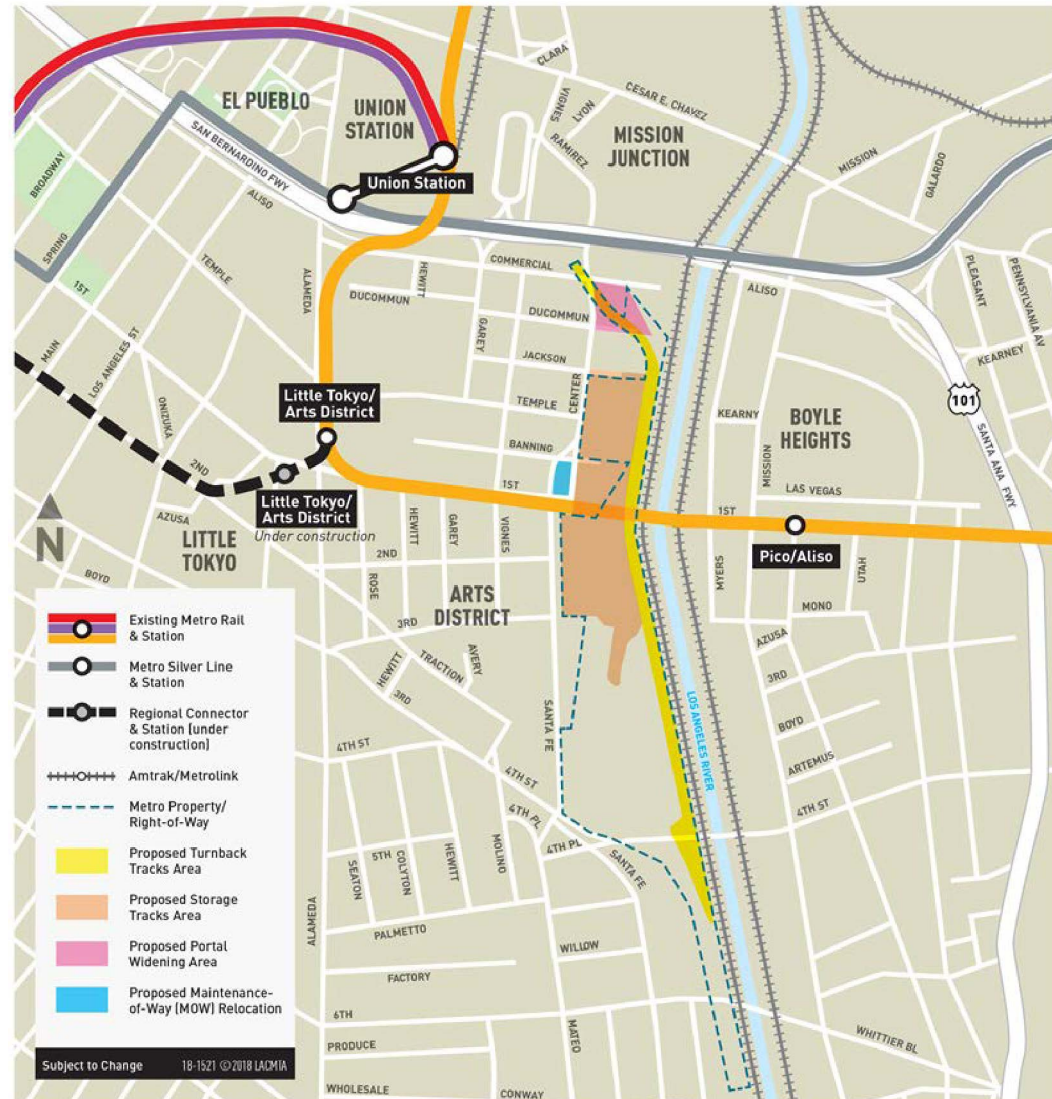 CLARA
VIGNES
LYON
RAMIREZ
CESAR E. CHAVEZ
EL PUEBLO
UNION
STATION
MISSION
JUNCTION
Union Station
SAN BERNARDINO FWY
BROADWAY
ALISO
SPRING
1ST
TEMPLE
MISSION
GALARDO
ALAMEDA
HEWITT
COMMERCIAL
DUCOMMUN
DUCOMMUN
GAREY
JACKSON
CENTER
TEMPLE
BANNING
1ST
ALISO
PLEASANT
PENNSYLVANIA AV
KEARNEY
101
SANTA ANA FWY
MAIN
LOS ANGELES ST
ONIZUKA
2ND
AZUSA
Little Tokyo/
Arts District
Little Tokyo/
Arts District
Under construction
KEARNY
BOYLE
HEIGHTS
MISSION
LAS VEGAS
1ST
Pico/Aliso
N
LITTLE
TOKYO
BOYD
HEWITT
GAREY
VIGNES
2ND
ROSE
ARTS
DISTRICT
3RD
MYERS
UTAH
MONO
AZUSA
3RD
BOYD
ARTEMUS
4TH ST
HEWITT
TRACTION
AVERY
3RD
SANTA FE
LOS ANGELES RIVER
4TH ST
4TH ST
4TH PL
4TH PL
SANTA FE
MOLINO
5TH
SEATON
COLYTON
HEWITT
ALAMEDA
PALMETTO
WILLOW
FACTORY
6TH
MATEO
WHITTIER BL
PRODUCE
WHOLESALE
CONWAY
Existing Metro Rail
& Station
Metro Silver Line
& Station
Regional Connector
& Station (under
construction)
Amtrak/Metrolink
Metro Property/
Right-of-Way
Proposed Turnback
Tracks Area
Proposed Storage
Tracks Area
Proposed Portal
Widening Area
Proposed Maintenance-
of-Way (MOW) Relocation
Subject to Change 18-1521 ©2018 LACMTA